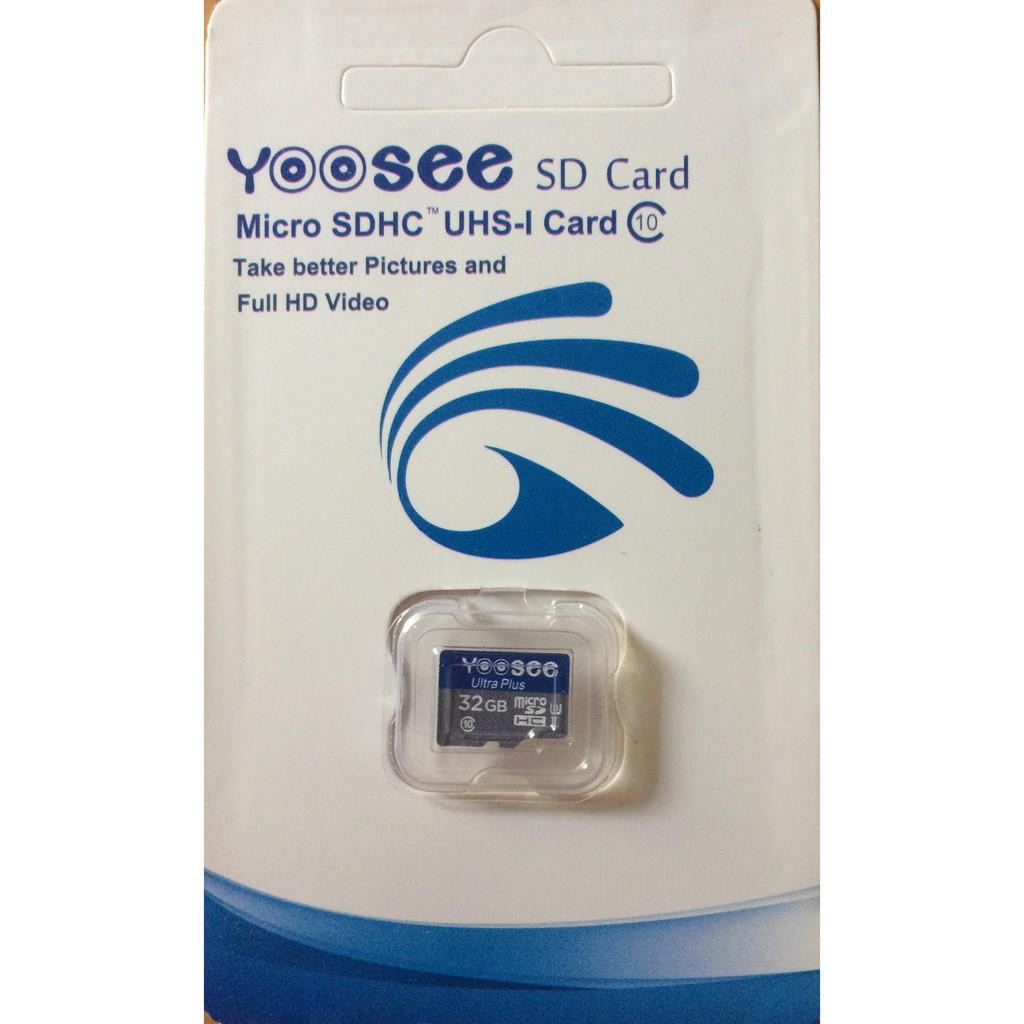 Yoosee SD Card
Micro SDHC™ UHS-I Card 10
Take better Pictures and
Full HD Video
Yoosee
Ultra Plus
32GB micro SD HC I
10